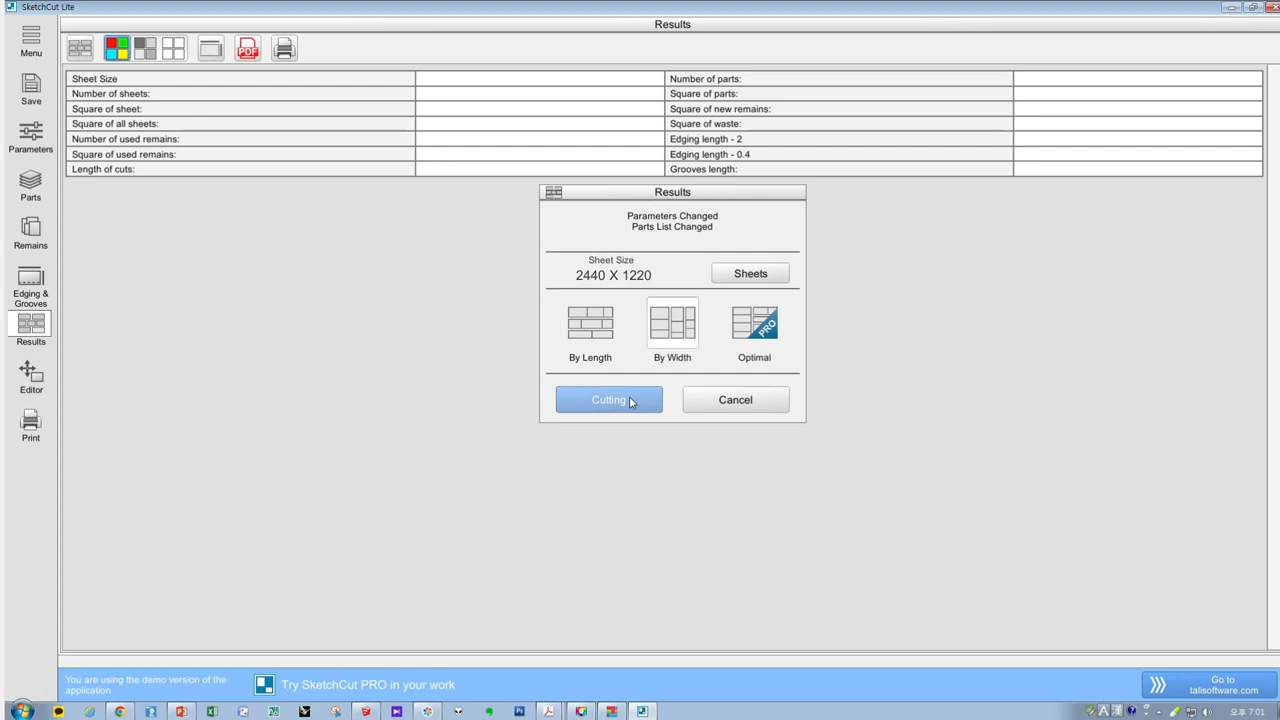 SketchCut Lite
Results
Menu
Save
Parameters
Parts
Remains
Edging &
Grooves
Results
Editor
Print
PDF
Sheet Size
Number of sheets:
Square of sheet:
Square of all sheets:
Number of used remains:
Square of used remains:
Length of cuts:
Number of parts:
Square of parts:
Square of new remains:
Square of waste:
Edging length - 2
Edging length - 0.4
Grooves length:
Results
Parameters Changed
Parts List Changed
Sheet Size
2440 X 1220
Sheets
PRO
By Length
By Width
Optimal
Cutting
Cancel
You are using the demo version of the
application
Try SketchCut PRO in your work
Go to
talisoftware.com
오후 7:01